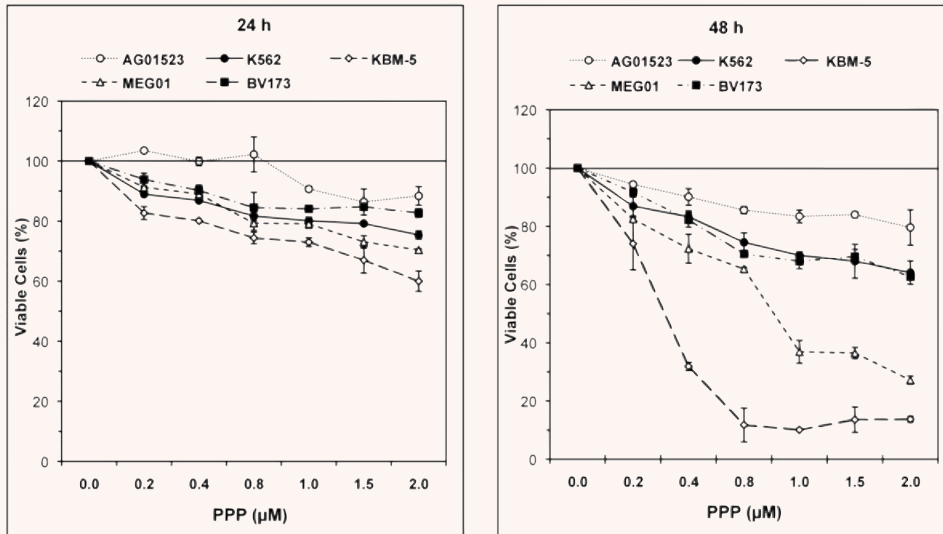 24 h
AG01523 K562 KBM-5
MEG01 BV173
120
100
80
60
40
20
0
Viable Cells (%)
0.0 0.2 0.4 0.8 1.0 1.5 2.0
PPP (µM)
48 h
AG01523 K562 KBM-5
MEG01 BV173
120
100
80
60
40
20
0
Viable Cells (%)
0.0 0.2 0.4 0.8 1.0 1.5 2.0
PPP (µM)